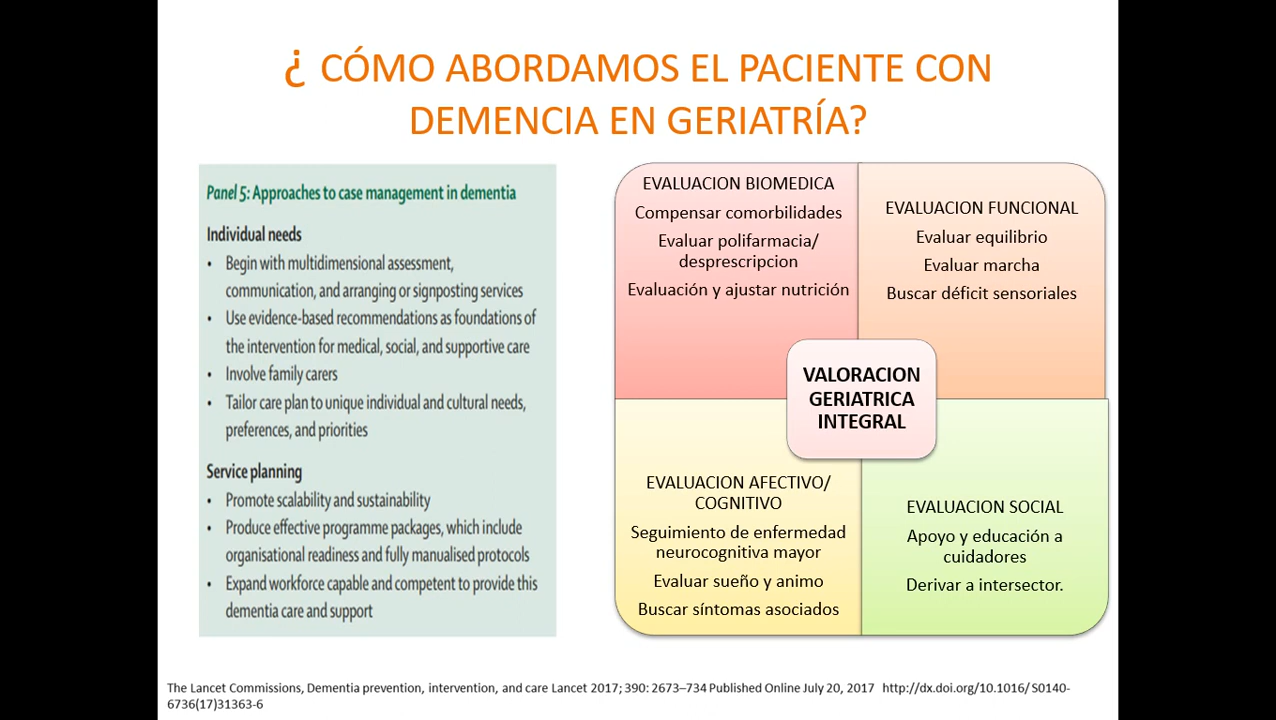 ¿ CÓMO ABORDAMOS EL PACIENTE CON
DEMENCIA EN GERIATRÍA?
Panel 5: Approaches to case management in dementia
Individual needs
• Begin with multidimensional assessment,
communication, and arranging or signposting services
• Use evidence-based recommendations as foundations of
the intervention for medical, social, and supportive care
• Involve family carers
• Tailor care plan to unique individual and cultural needs,
preferences, and priorities
Service planning
• Promote scalability and sustainability
• Produce effective programme packages, which include
organisational readiness and fully manualised protocols
• Expand workforce capable and competent to provide this
dementia care and support
EVALUACION BIOMEDICA
Compensar comorbilidades
Evaluar polifarmacia/
desprescripcion
Evaluación y ajustar nutrición
EVALUACION FUNCIONAL
Evaluar equilibrio
Evaluar marcha
Buscar déficit sensoriales
VALORACION
GERIATRICA
INTEGRAL
EVALUACION AFECTIVO/
COGNITIVO
Seguimiento de enfermedad
neurocognitiva mayor
Evaluar sueño y animo
Buscar síntomas asociados
EVALUACION SOCIAL
Apoyo y educación a
cuidadores
Derivar a intersector.
The Lancet Commissions, Dementia prevention, intervention, and care Lancet 2017; 390: 2673–734 Published Online July 20, 2017 http://dx.doi.org/10.1016/ S0140-
6736(17)31363-6